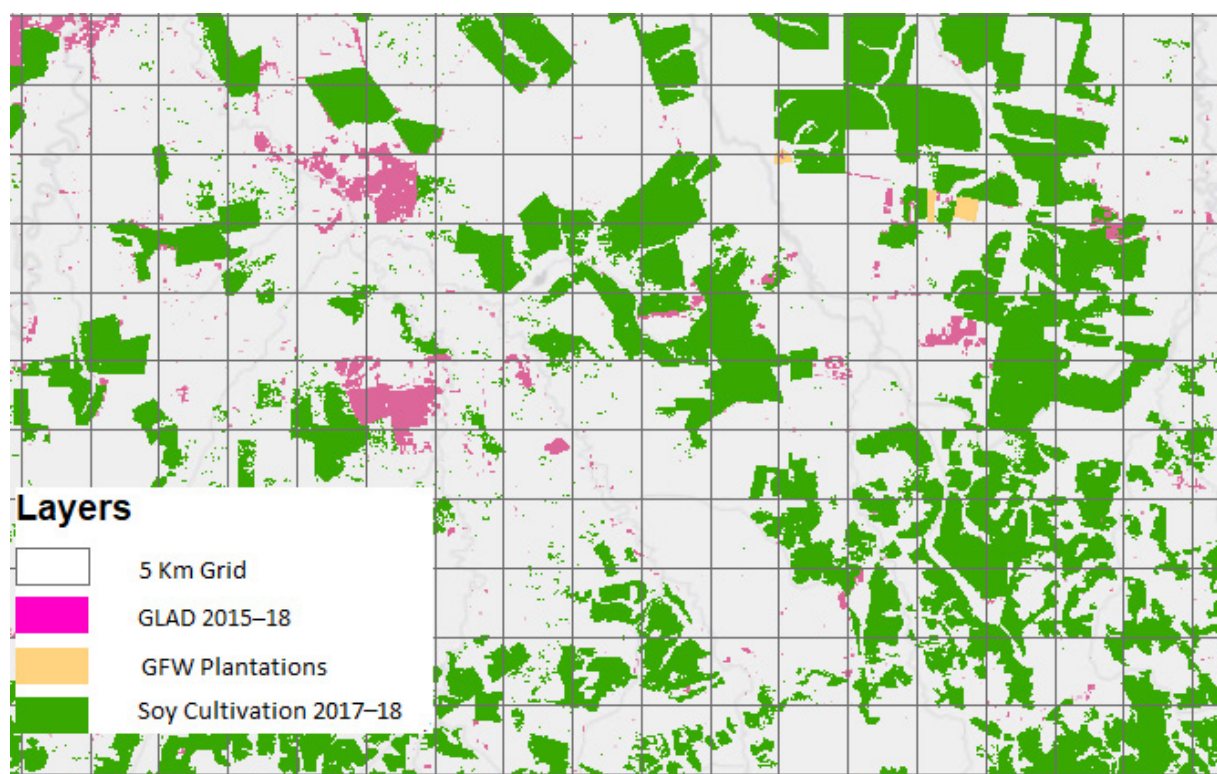 Layers
5 Km Grid
GLAD 2015–18
GFW Plantations
Soy Cultivation 2017–18